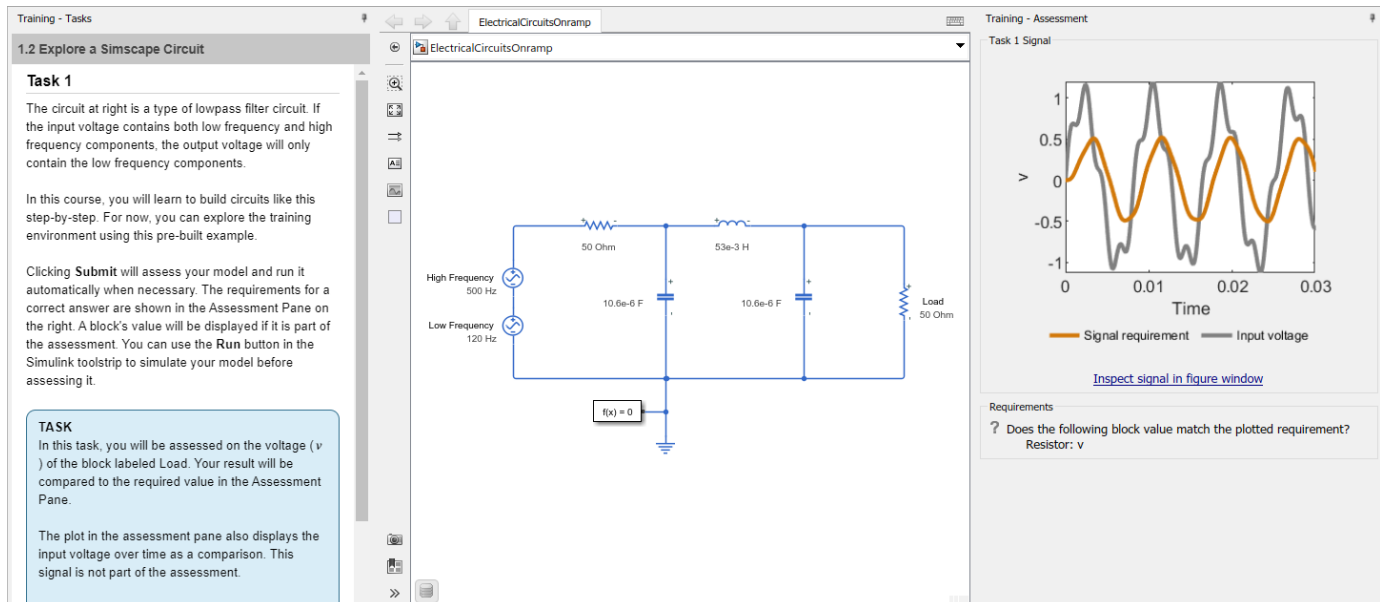 Training - Tasks
1.2 Explore a Simscape Circuit
Task 1
The circuit at right is a type of lowpass filter circuit. If
the input voltage contains both low frequency and high
frequency components, the output voltage will only
contain the low frequency components.
In this course, you will learn to build circuits like this
step-by-step. For now, you can explore the training
environment using this pre-built example.
Clicking Submit will assess your model and run it
automatically when necessary. The requirements for a
correct answer are shown in the Assessment Pane on
the right. A block's value will be displayed if it is part of
the assessment. You can use the Run button in the
Simulink toolstrip to simulate your model before
assessing it.
TASK
In this task, you will be assessed on the voltage (v
) of the block labeled Load. Your result will be
compared to the required value in the Assessment
Pane.
The plot in the assessment pane also displays the
input voltage over time as a comparison. This
signal is not part of the assessment.
ElectricalCircuitsOnramp
ElectricalCircuitsOnramp
50 Ohm
53e-3 H
High Frequency
500 Hz
10.6e-6 F
10.6e-6 F
Load
50 Ohm
Low Frequency
120 Hz
f(x) = 0
Training - Assessment
Task 1 Signal
1
0.5
0
-0.5
-1
v
0
0.01
0.02
0.03
Time
Signal requirement
Input voltage
Inspect signal in figure window
Requirements
? Does the following block value match the plotted requirement?
Resistor: v